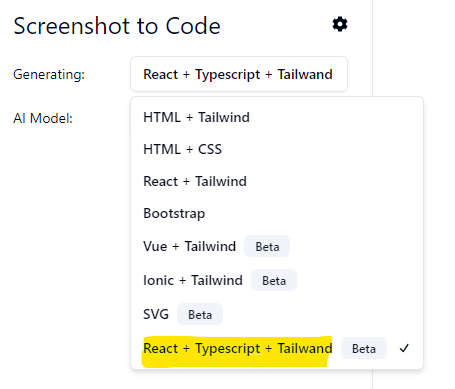 Screenshot to Code
Generating: React + Typescript + Tailwand
AI Model:
HTML + Tailwind
HTML + CSS
React + Tailwind
Bootstrap
Vue + Tailwind Beta
Ionic + Tailwind Beta
SVG Beta
React + Typescript + Tailwand Beta